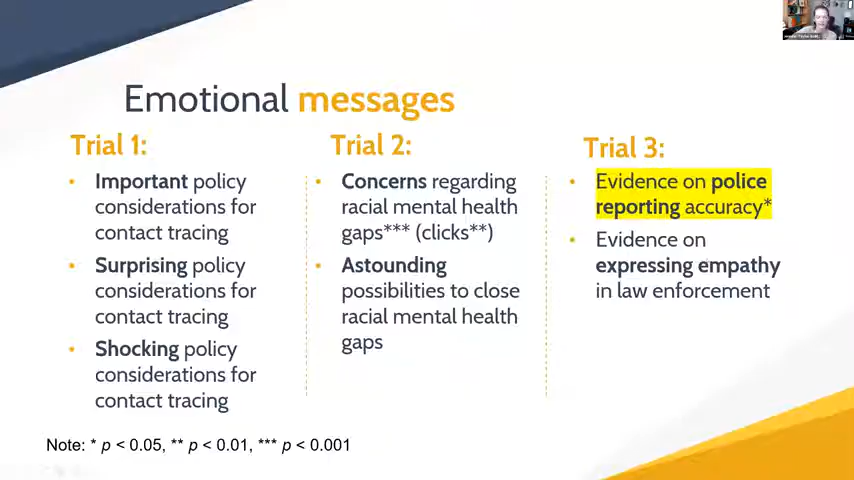 Emotional messages
Trial 1:
• Important policy
considerations for
contact tracing
• Surprising policy
considerations for
contact tracing
• Shocking policy
considerations for
contact tracing
Trial 2:
• Concerns regarding
racial mental health
gaps*** (clicks**)
• Astounding
possibilities to close
racial mental health
gaps
Trial 3:
• Evidence on police
reporting accuracy*
• Evidence on
expressing empathy
in law enforcement
Note: * p < 0.05, ** p < 0.01, *** p < 0.001